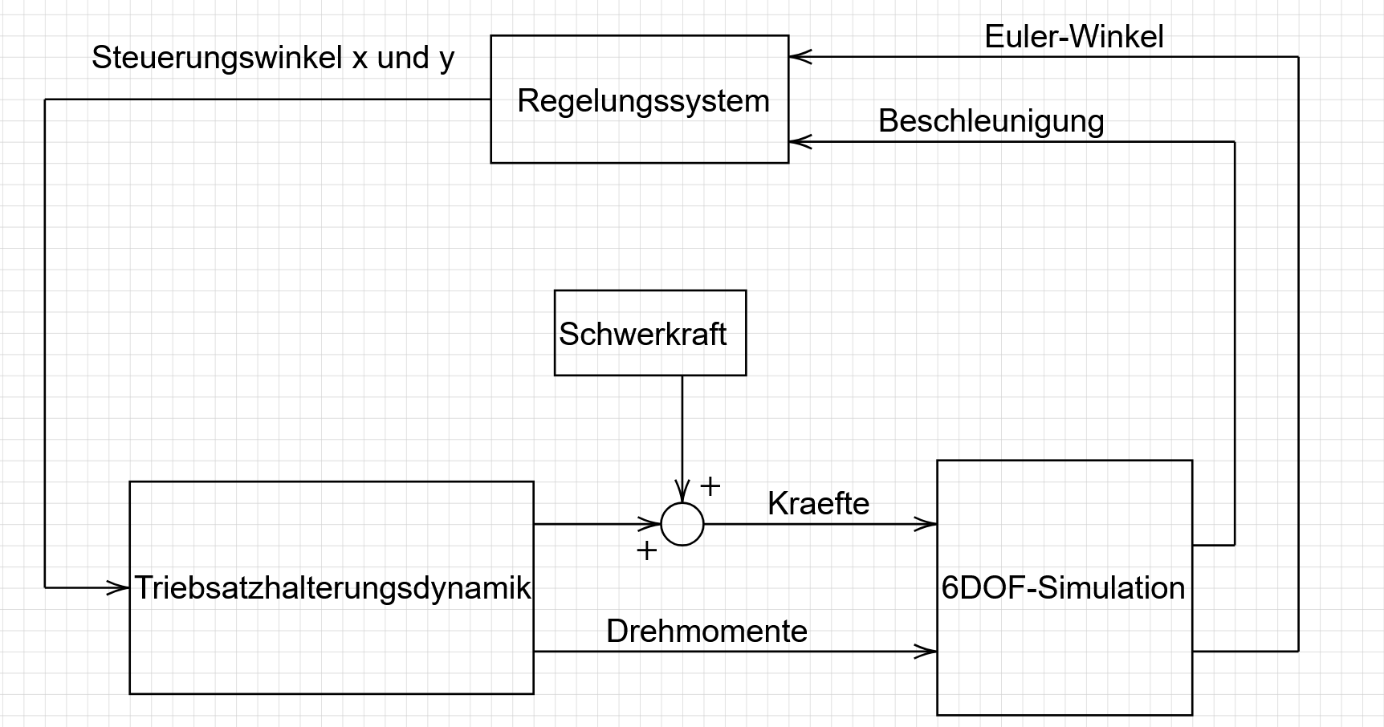 Euler-Winkel
Steuerungswinkel x und y
Regelungssystem
Beschleunigung
Schwerkraft
+
Kraefte
+
Triebsatzhalterungsdynamik
6DOF-Simulation
Drehmomente